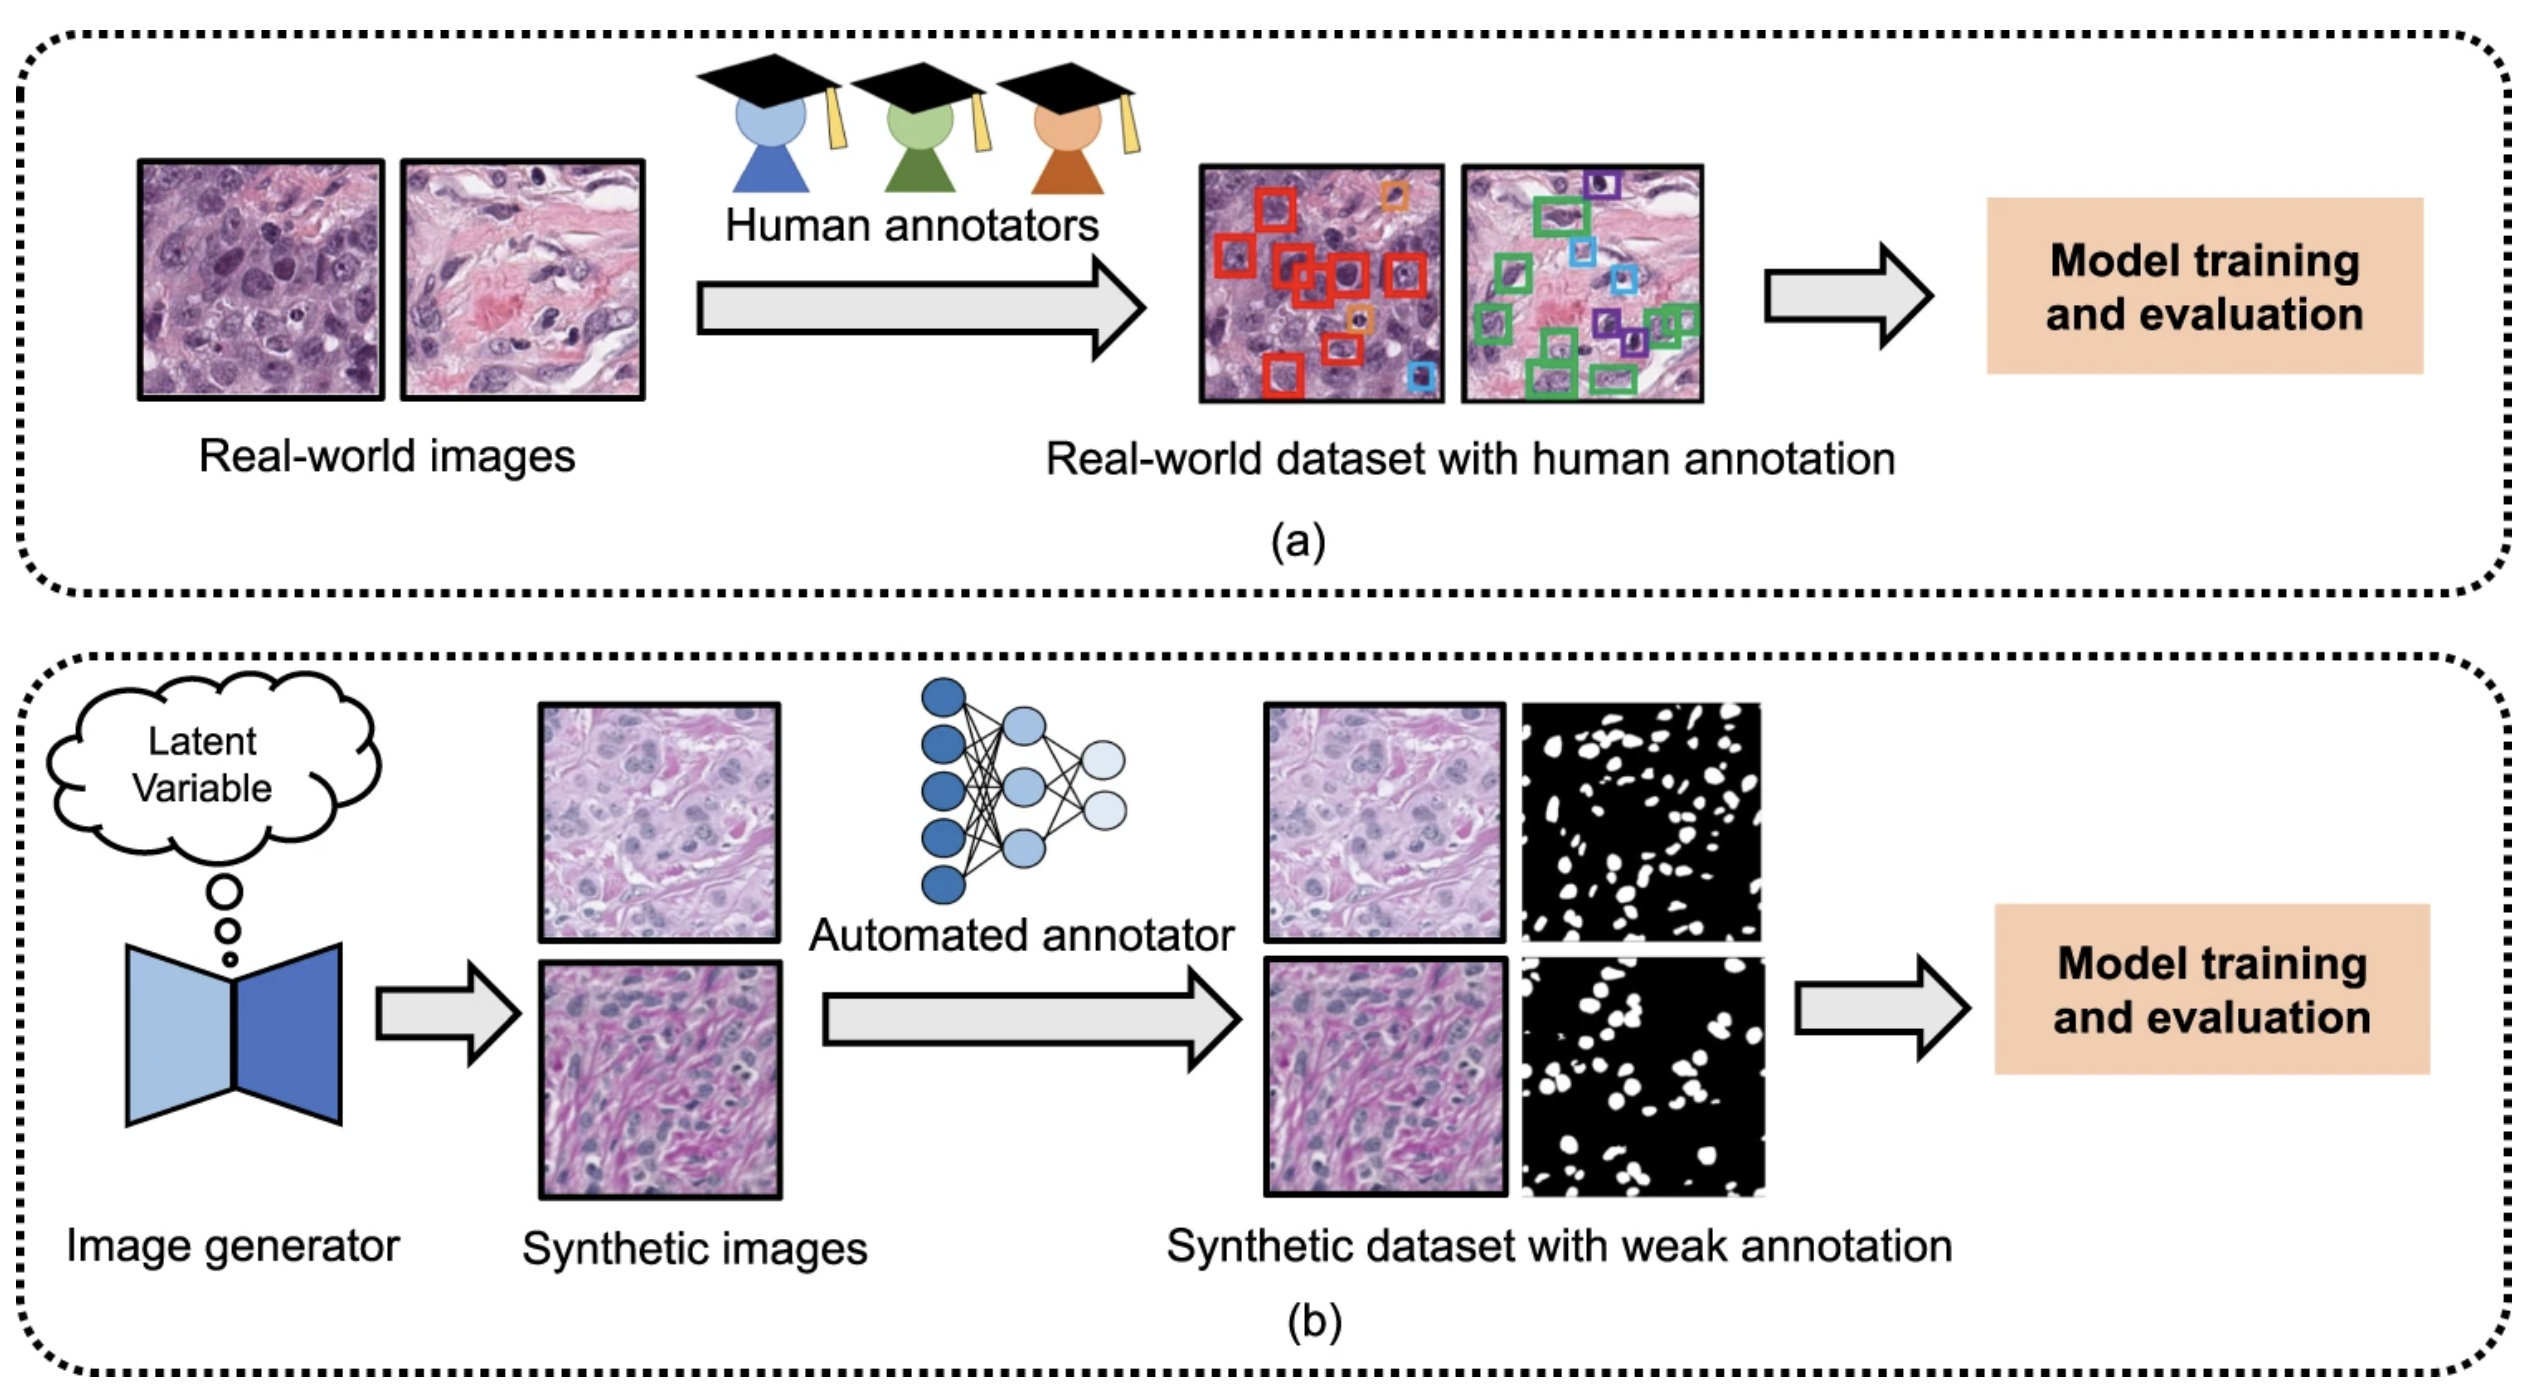 Human annotators
Model training
and evaluation
Real-world images
Real-world dataset with human annotation
(a)
Latent
Variable
Automated annotator
Model training
and evaluation
Image generator
Synthetic images
Synthetic dataset with weak annotation
(b)